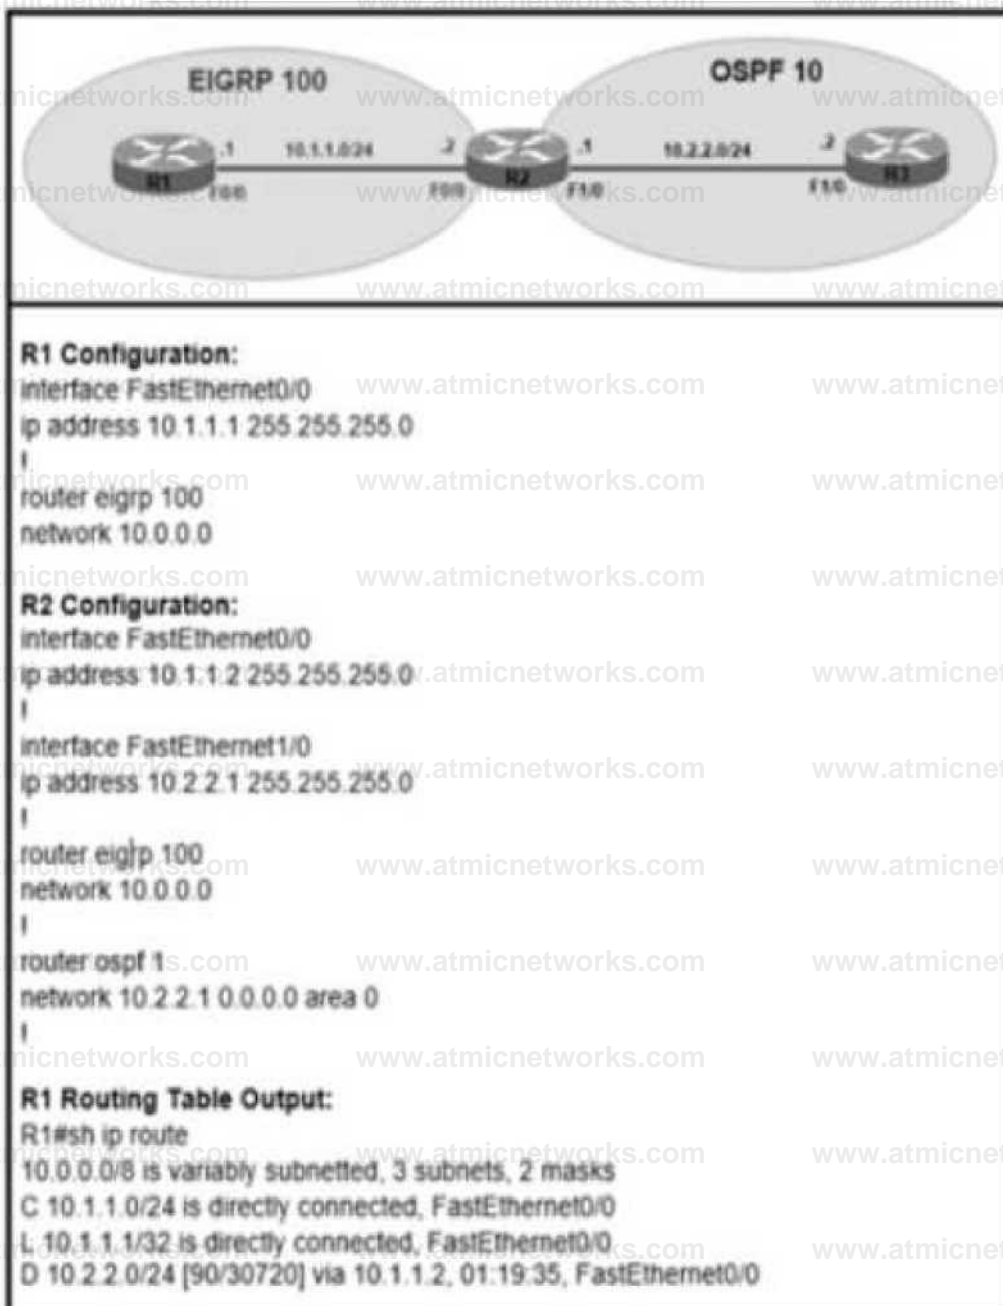 EIGRP 100
OSPF 10
.1 10.1.1.0/24 .2 .1 10.2.2.0/24 .2
R1 R2 R3
F0/0 F0/0 F1/0 F1/0
R1 Configuration:
interface FastEthernet0/0
ip address 10.1.1.1 255.255.255.0
!
router eigrp 100
network 10.0.0.0
R2 Configuration:
interface FastEthernet0/0
ip address 10.1.1.2 255.255.255.0
!
interface FastEthernet1/0
ip address 10.2.2.1 255.255.255.0
!
router eigrp 100
network 10.0.0.0
!
router ospf 1
network 10.2.2.1 0.0.0.0 area 0
!
R1 Routing Table Output:
R1#sh ip route
10.0.0.0/8 is variably subnetted, 3 subnets, 2 masks
C 10.1.1.0/24 is directly connected, FastEthernet0/0
L 10.1.1.1/32 is directly connected, FastEthernet0/0
D 10.2.2.0/24 [90/30720] via 10.1.1.2, 01:19:35, FastEthernet0/0
www.atmicnetworks.com